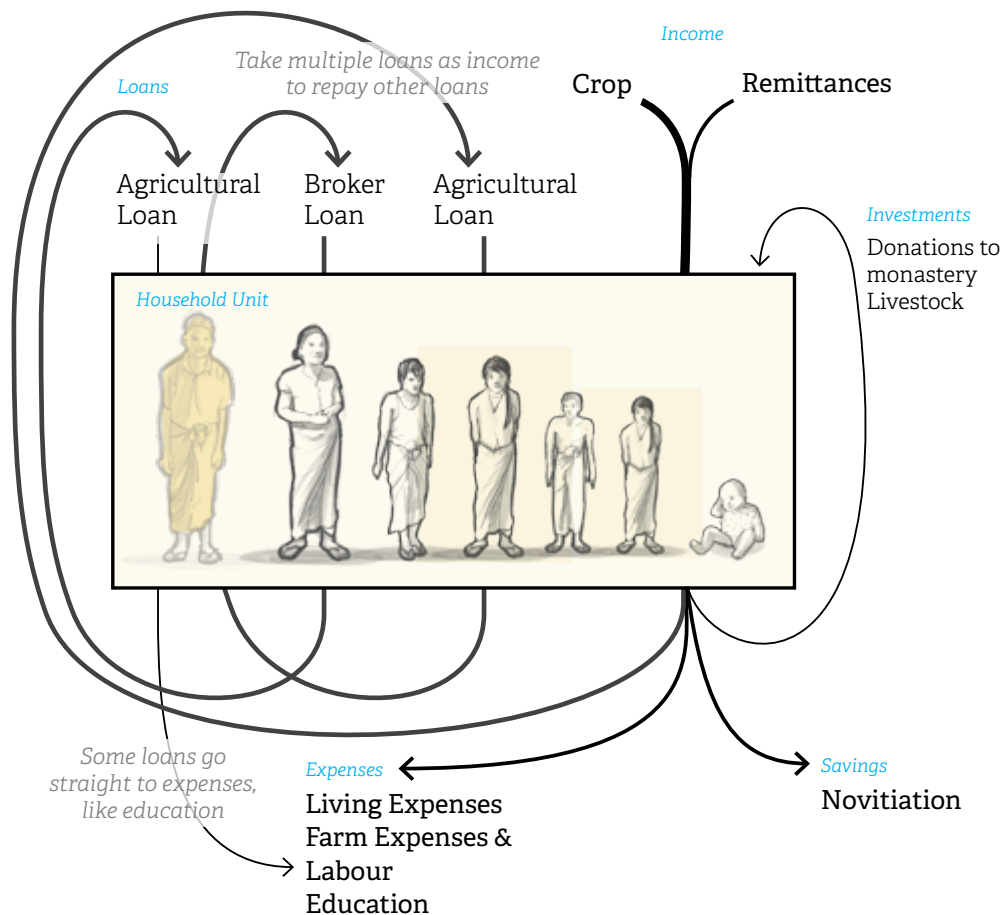 Income
Take multiple loans as income
to repay other loans
Loans
Crop
Remittances
Agricultural
Loan
Broker
Loan
Agricultural
Loan
Investments
Donations to
monastery
Livestock
Household Unit
Some loans go
straight to expenses,
like education
Expenses
Living Expenses
Farm Expenses &
Labour
Education
Savings
Novitiation